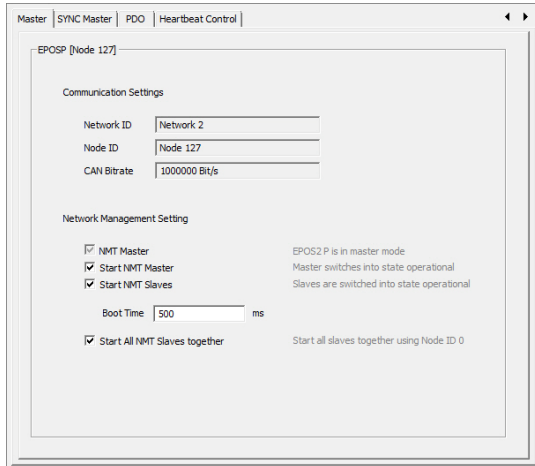 Master SYNC Master PDO Heartbeat Control
EPOSP [Node 127]
Communication Settings
Network ID Network 2
Node ID Node 127
CAN Bitrate 1000000 Bit/s
Network Management Setting
NMT Master EPOS2 P is in master mode
Start NMT Master Master switches into state operational
Start NMT Slaves Slaves are switched into state operational
Boot Time 500 ms
Start All NMT Slaves together Start all slaves together using Node ID 0